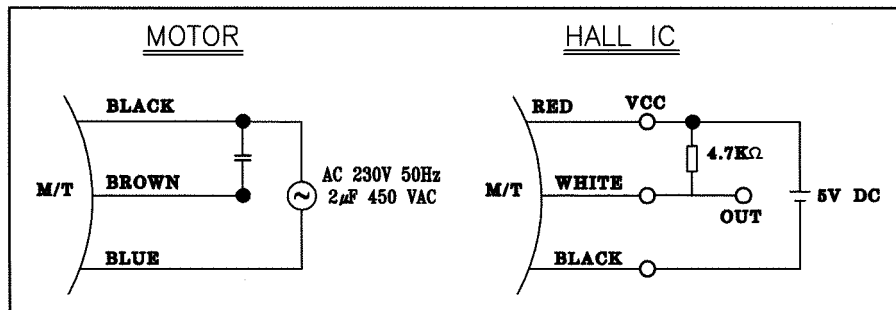 MOTOR
BLACK
M/T
BROWN
BLUE
AC 230V 50Hz
2μF 450 VAC
HALL IC
RED
VCC
4.7KΩ
M/T
WHITE
OUT
5V DC
BLACK